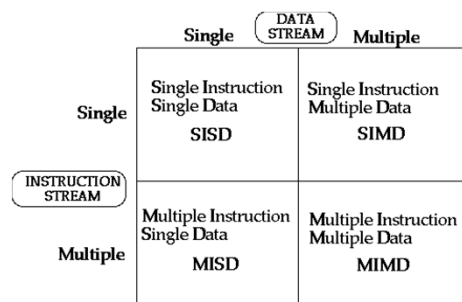 DATA
STREAM
Single
Multiple
Single
Single Instruction
Single Data
SISD
Single Instruction
Multiple Data
SIMD
INSTRUCTION
STREAM
Multiple
Multiple Instruction
Single Data
MISD
Multiple Instruction
Multiple Data
MIMD